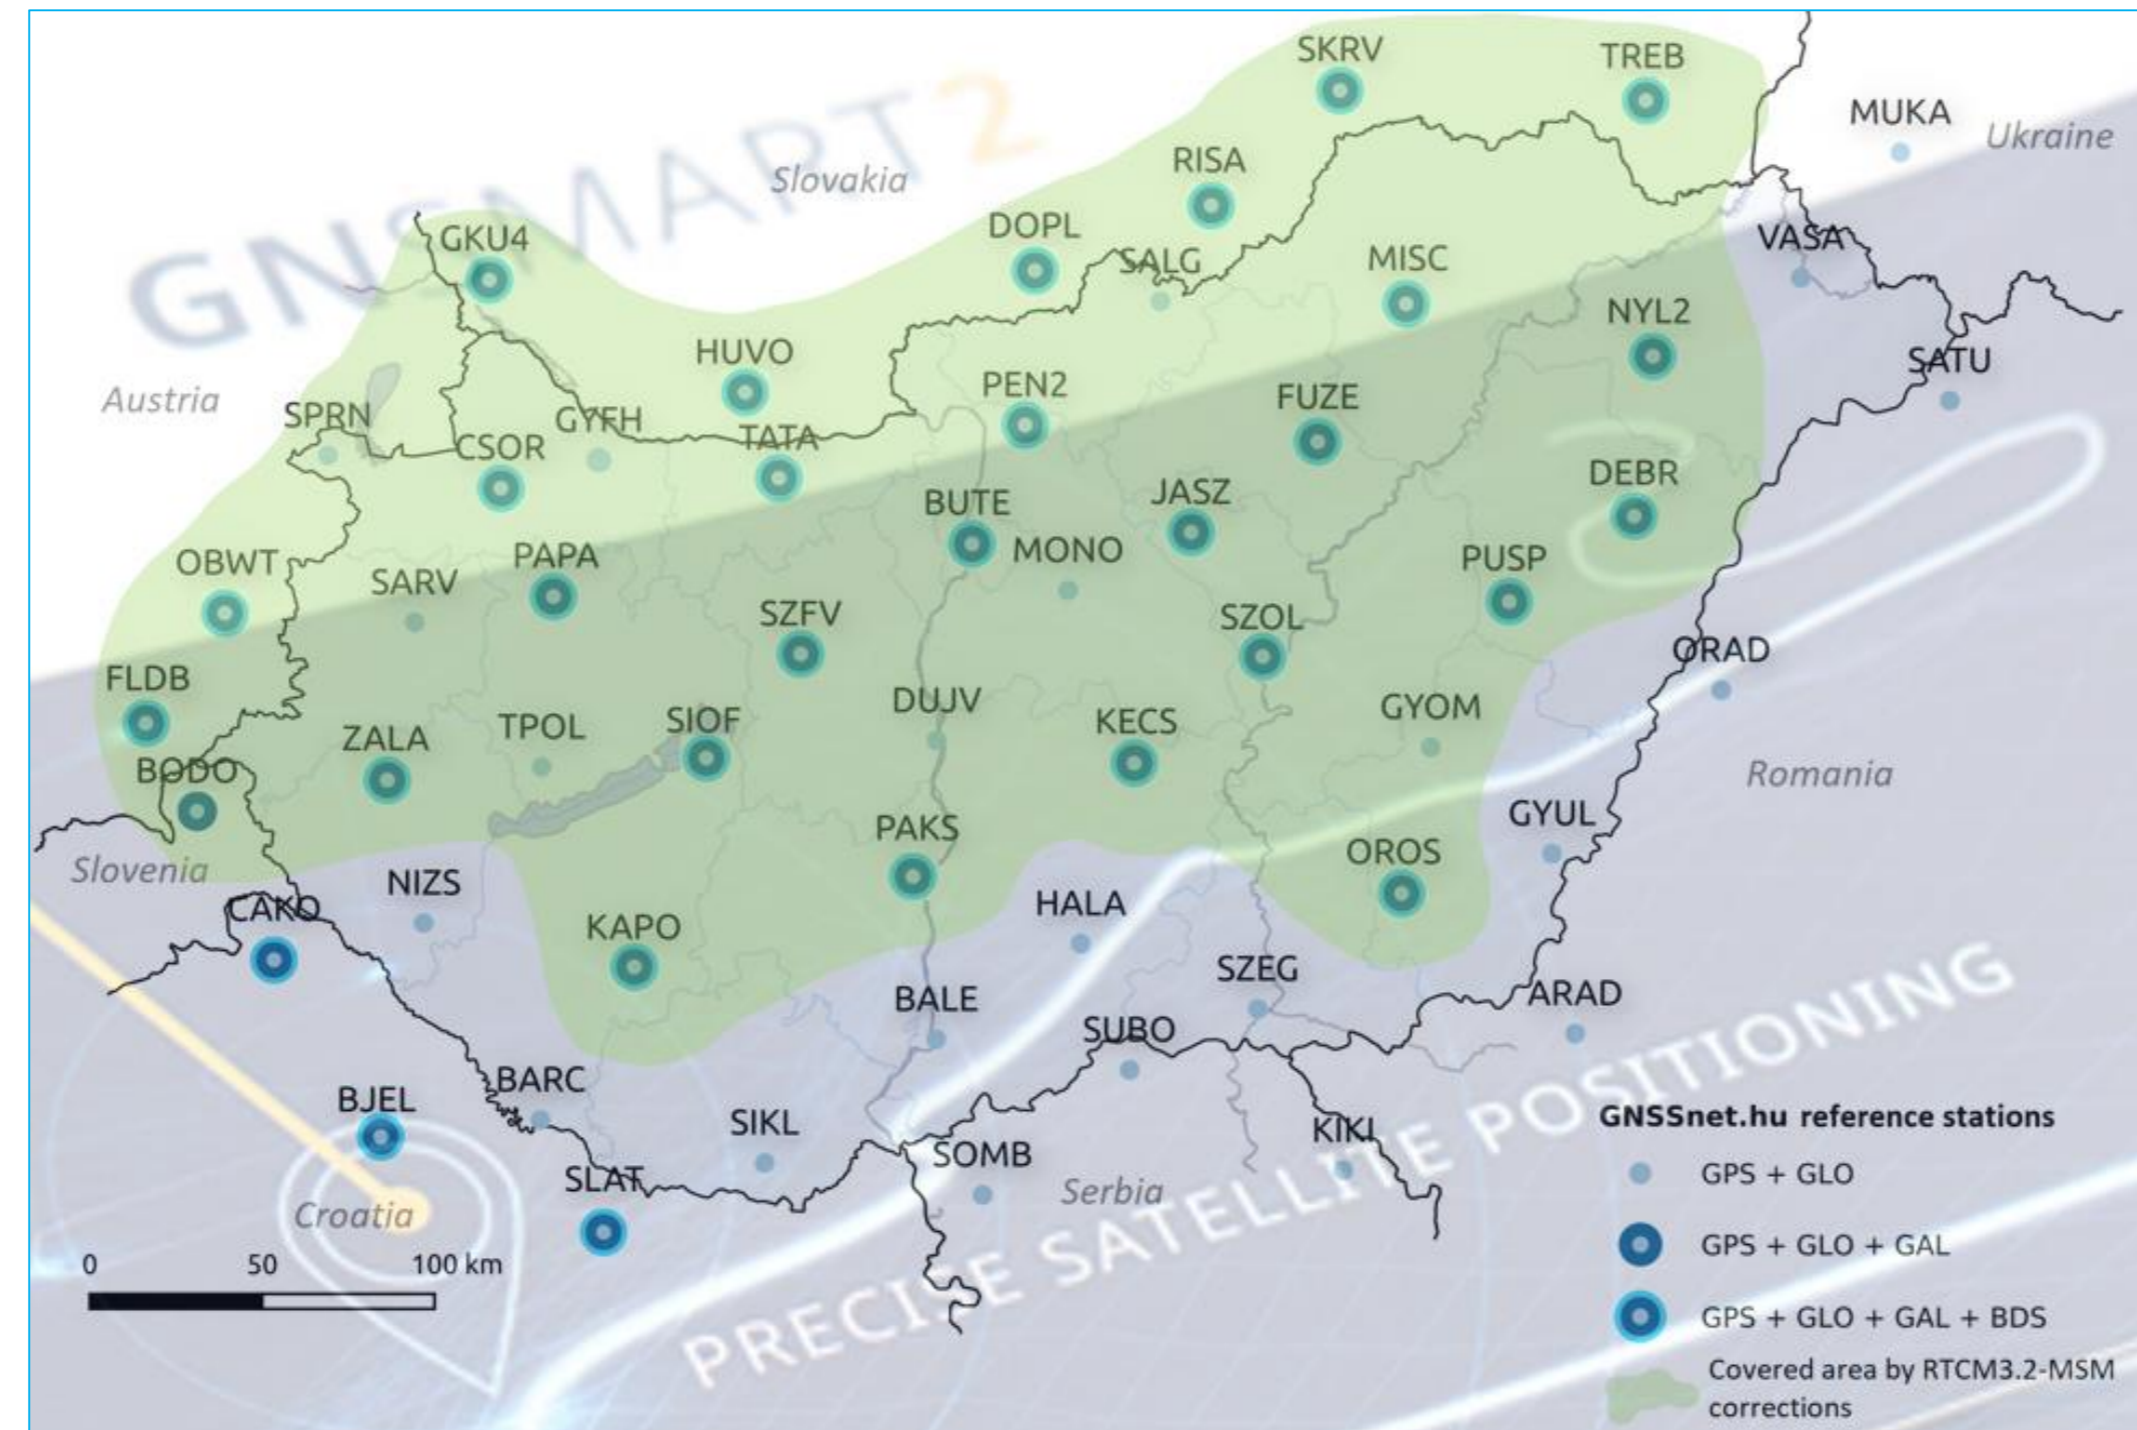 SKRV
TREB
MUKA
Ukraine
GNSMART2
Slovakia
RISA
DOPL
SALG
MISC
VASA
GKU4
NYL2
SATU
Austria
HUVO
PEN2
FUZE
SPRN
GYFH
CSOR
TATA
DEBR
BUTE
JASZ
MONO
OBWT
SARV
PAPA
PUSP
SZFV
SZOL
ORAD
FLDB
ZALA
TPOL
SIOF
DUJV
KECS
GYOM
Romania
BODO
GYUL
PAKS
OROS
Slovenia
NIZS
CAKO
HALA
KAPO
SZEG
BALE
ARAD
SUBO
BJEL
BARC
SIKL
KIKI
SOMB
SLAT
Serbia
Croatia
PRECISE SATELLITE POSITIONING
0 50 100 km
GNSSnet.hu reference stations
GPS + GLO
GPS + GLO + GAL
GPS + GLO + GAL + BDS
Covered area by RTCM3.2-MSM
corrections